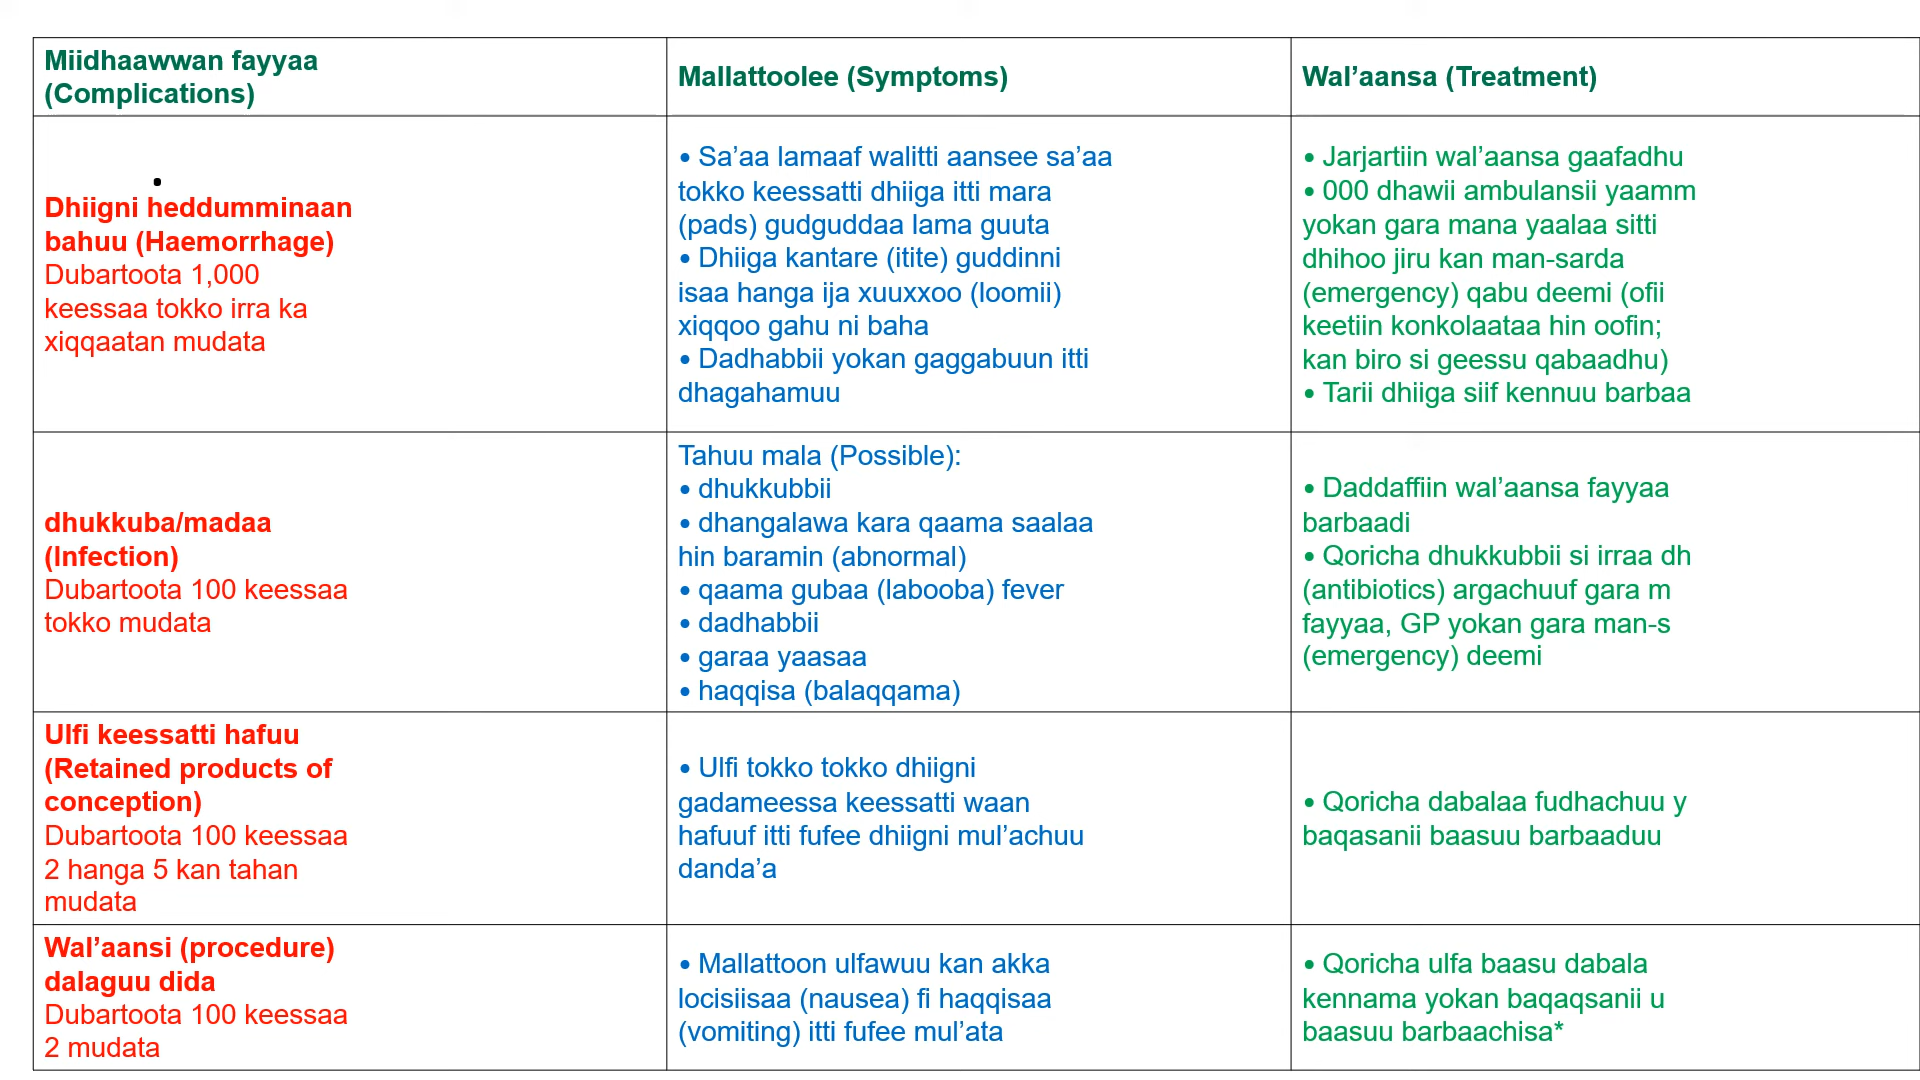 Miidhaawwan fayyaa
(Complications)
Mallattoolee (Symptoms)
Wal’aansa (Treatment)
•
Dhiigni heddumminaan
bahuu (Haemorrhage)
Dubartoota 1,000
keessaa tokko irra ka
xiqqaatan mudata
• Sa’aa lamaaf walitti aansee sa’aa
tokko keessatti dhiiga itti mara
(pads) gudguddaa lama guuta
• Dhiiga kantare (itite) guddinni
isaa hanga ija xuuxxoo (loomii)
xiqqoo gahu ni baha
• Dadhabbii yokan gaggabuun itti
dhagahamuu
• Jarjartiin wal’aansa gaafadhu
• 000 dhawii ambulansii yaamm
yokan gara mana yaalaa sitti
dhihoo jiru kan man-sarda
(emergency) qabu deemi (ofii
keetiin konkolaataa hin oofin;
kan biro si geessu qabaadhu)
• Tarii dhiiga siif kennuu barbaa
dhukkuba/madaa
(Infection)
Dubartoota 100 keessaa
tokko mudata
Tahuu mala (Possible):
• dhukkubbii
• dhangalawa kara qaama saalaa
hin baramin (abnormal)
• qaama gubaa (labooba) fever
• dadhabbii
• garaa yaasaa
• haqqisa (balaqqama)
• Daddaffiin wal’aansa fayyaa
barbaadi
• Qoricha dhukkubbii si irraa dh
(antibiotics) argachuuf gara m
fayyaa, GP yokan gara man-s
(emergency) deemi
Ulfi keessatti hafuu
(Retained products of
conception)
Dubartoota 100 keessaa
2 hanga 5 kan tahan
mudata
• Ulfi tokko tokko dhiigni
gadameessa keessatti waan
hafuuf itti fufee dhiigni mul’achuu
danda’a
• Qoricha dabalaa fudhachuu y
baqasanii baasuu barbaaduu
Wal’aansi (procedure)
dalaguu dida
Dubartoota 100 keessaa
2 mudata
• Mallattoon ulfawuu kan akka
locisiisaa (nausea) fi haqqisaa
(vomiting) itti fufee mul’ata
• Qoricha ulfa baasu dabala
kennama yokan baqaqsanii u
baasuu barbaachisa*